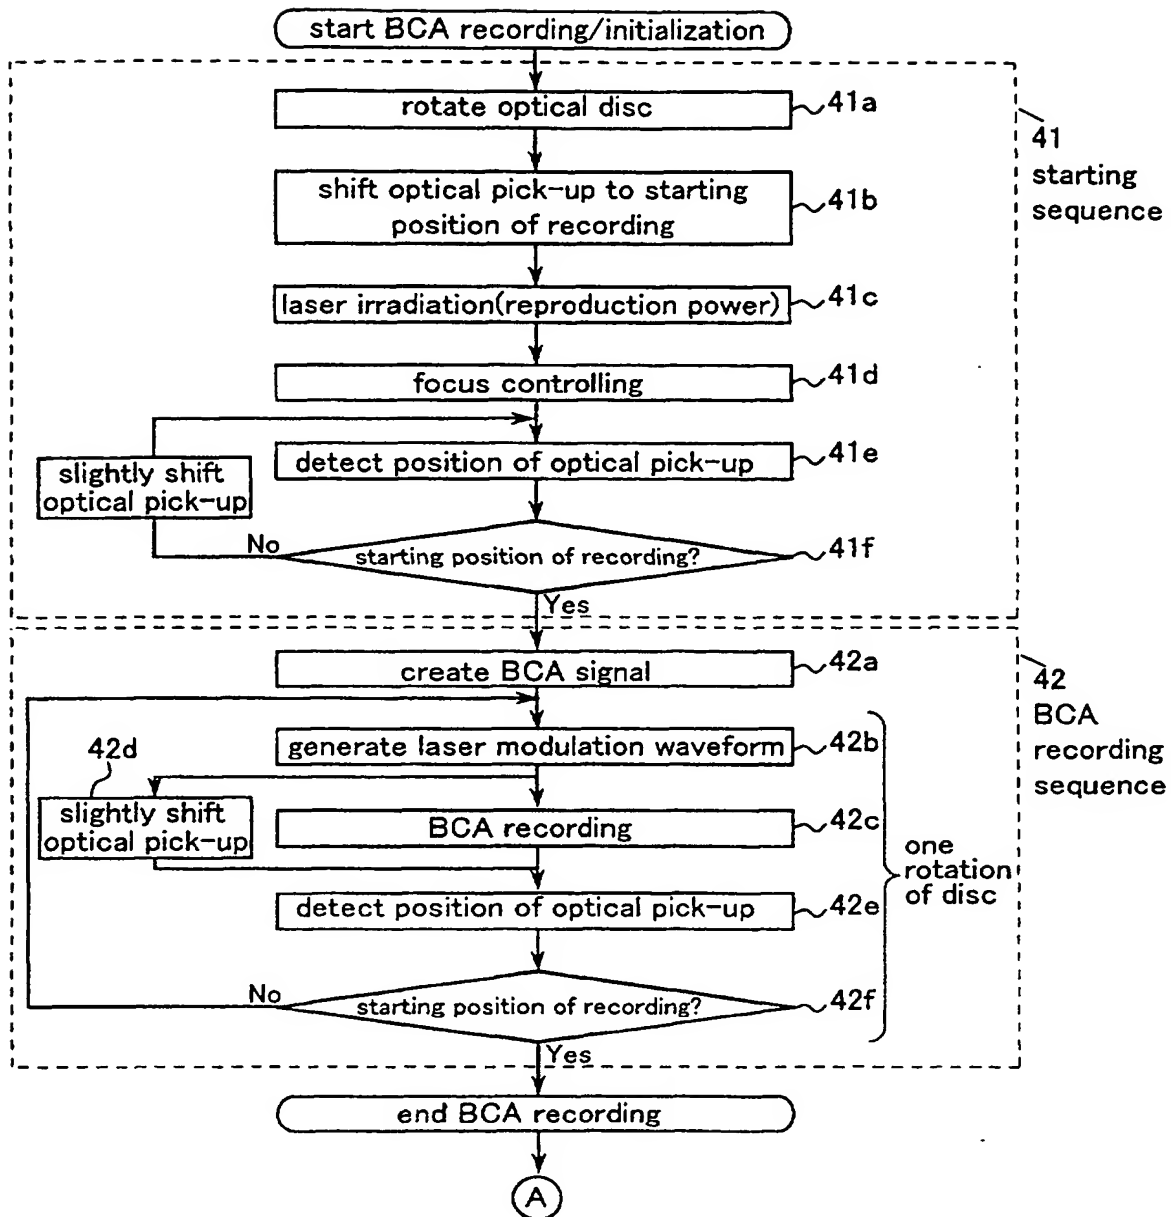 start BCA recording/initialization
rotate optical disc
41a
41
starting
sequence
shift optical pick-up to starting
position of recording
41b
laser irradiation(reproduction power)
41c
focus controlling
41d
slightly shift
optical pick-up
detect position of optical pick-up
41e
No
starting position of recording?
41f
Yes
create BCA signal
42a
42
BCA
recording
sequence
generate laser modulation waveform
42b
42d
slightly shift
optical pick-up
BCA recording
42c
one
rotation
of disc
detect position of optical pick-up
42e
No
starting position of recording?
42f
Yes
end BCA recording
A